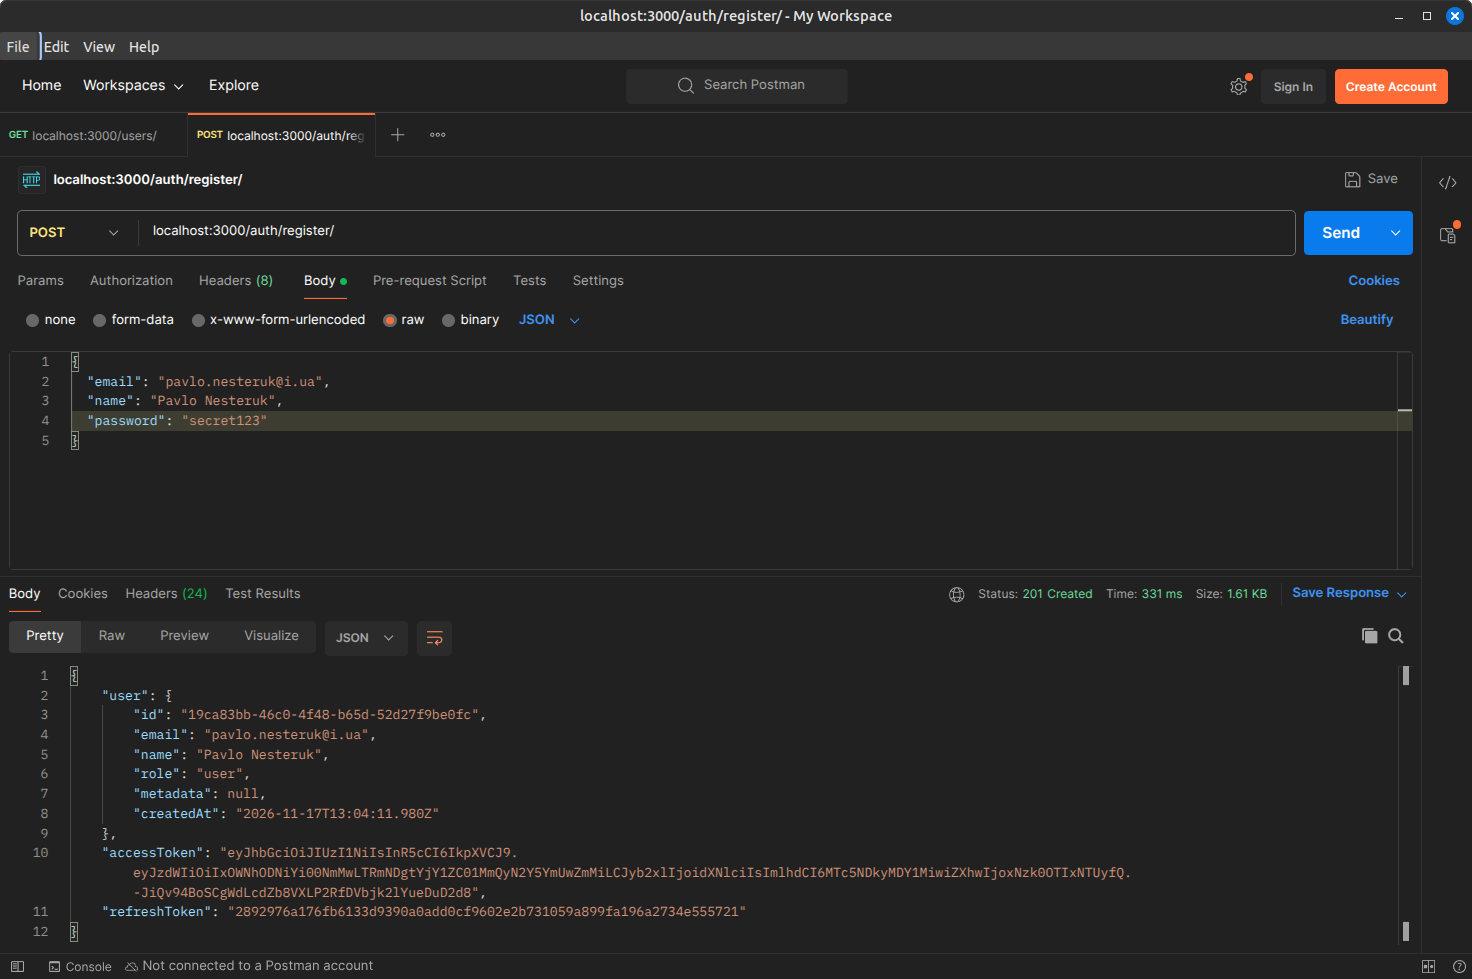 localhost:3000/auth/register/ - My Workspace
File Edit View Help
Home Workspaces Explore Search Postman Sign In Create Account
GET localhost:3000/users/ POST localhost:3000/auth/reg
HTTP localhost:3000/auth/register/ Save
POST localhost:3000/auth/register/ Send
Params Authorization Headers (8) Body Pre-request Script Tests Settings Cookies
none form-data x-www-form-urlencoded raw binary JSON Beautify
1 {
2 "email": "pavlo.nesteruk@i.ua",
3 "name": "Pavlo Nesteruk",
4 "password": "secret123"
5 }
Body Cookies Headers (24) Test Results Status: 201 Created Time: 331 ms Size: 1.61 KB Save Response
Pretty Raw Preview Visualize JSON
1 {
2 "user": {
3 "id": "19ca83bb-46c0-4f48-b65d-52d27f9be0fc",
4 "email": "pavlo.nesteruk@i.ua",
5 "name": "Pavlo Nesteruk",
6 "role": "user",
7 "metadata": null,
8 "createdAt": "2026-11-17T13:04:11.980Z"
9 },
10 "accessToken": "eyJhbGciOiJIUzI1NiIsInR5cCI6IkpXVCJ9.
eyJzdWIiOiIxOWNhODNiYi00NmMwLTRmNDgtYjY1ZC01MmQyN2Y5YmUwZmMiLCJyb2xlIjoidXNlciIsImlhdCI6MTc5NDkyMDY1MiwiZXhwIjoxNzk0OTIxNTUyfQ.
-JiQv94BoSCgWdLcdZb8VXLP2RfDVbjk2lYueDuD2d8",
11 "refreshToken": "2892976a176fb6133d9390a0add0cf9602e2b731059a899fa196a2734e555721"
12 }
Console Not connected to a Postman account